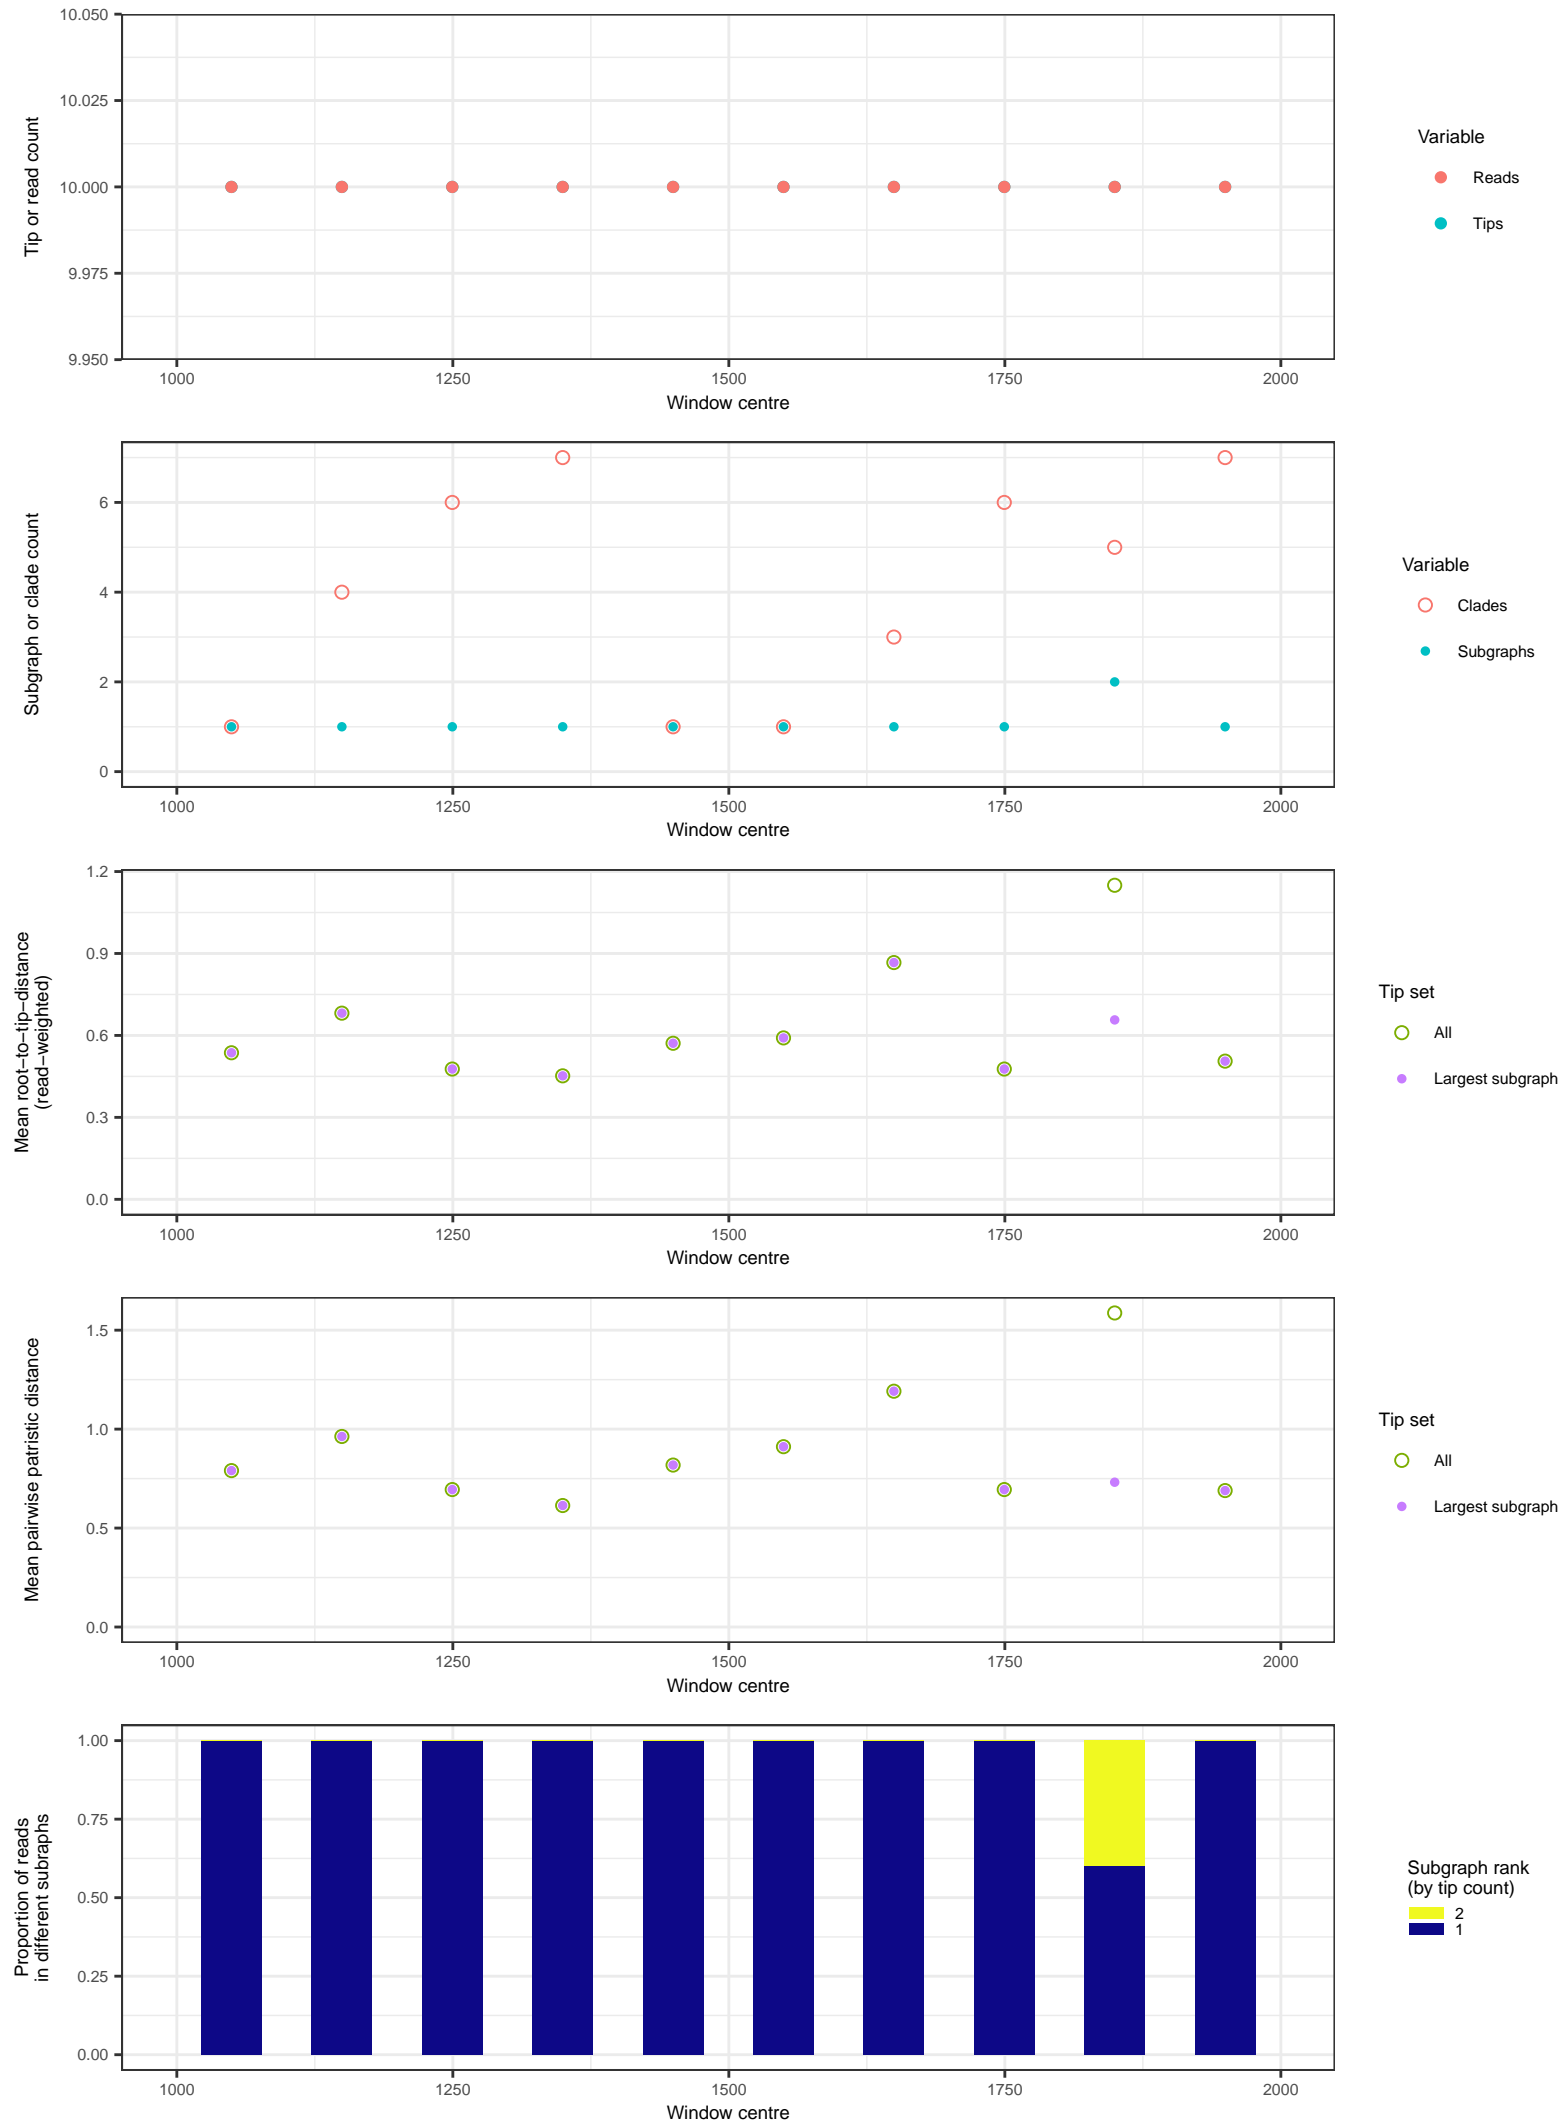 10.050
10.025
10.000
9.975
9.950
Tip or read count
1000
1250
1500
1750
2000
Window centre
Variable
Reads
Tips
6
4
2
0
Subgraph or clade count
1000
1250
1500
1750
2000
Window centre
Variable
Clades
Subgraphs
1.2
0.9
0.6
0.3
0.0
Mean root−to−tip−distance
(read−weighted)
1000
1250
1500
1750
2000
Window centre
Tip set
All
Largest subgraph
1.5
1.0
0.5
0.0
Mean pairwise patristic distance
1000
1250
1500
1750
2000
Window centre
Tip set
All
Largest subgraph
1.00
0.75
0.50
0.25
0.00
Proportion of reads
in different subraphs
1000
1250
1500
1750
2000
Window centre
Subgraph rank
(by tip count)
2
1